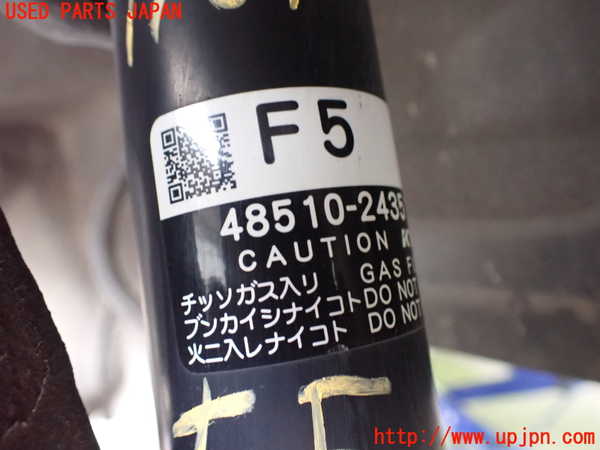 USED PARTS JAPAN
F5
48510-2435
CAUTION
チッソガス入リ GAS
ブンカイシナイコト DO NOT
火ニ入レナイコト DO NOT
http://www.upjpn.com/